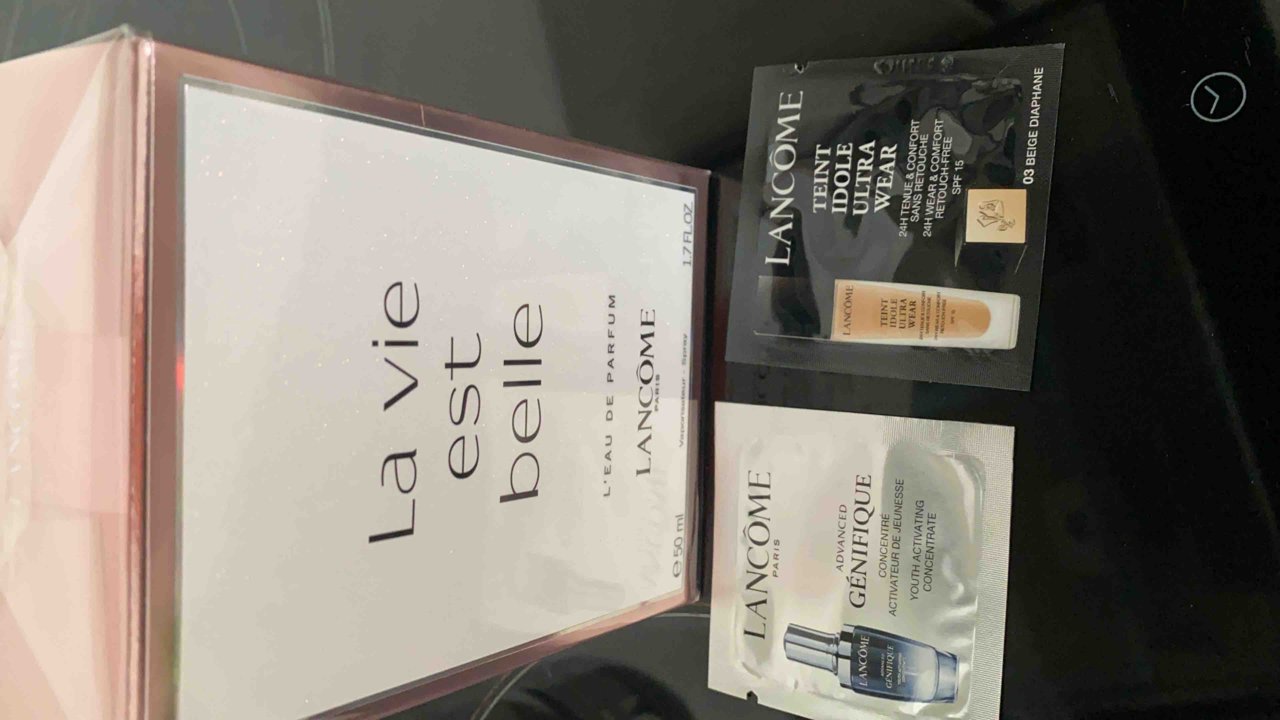 La vie
est
belle
L'EAU DE PARFUM
LANCÔME
PARIS
Vaporisateur - Spray
e 50 ml
1.7 FL.OZ.
LANCÔME
TEINT
IDOLE
ULTRA
WEAR
24H TENUE & CONFORT
SANS RETOUCHE
24H WEAR & COMFORT
RETOUCH-FREE
SPF 15
03 BEIGE DIAPHANE
LANCÔME
TEINT
IDOLE
ULTRA
WEAR
LANCÔME
PARIS
ADVANCED
GÉNIFIQUE
CONCENTRÉ
ACTIVATEUR DE JEUNESSE
YOUTH ACTIVATING
CONCENTRATE
LANCÔME
ADVANCED
GÉNIFIQUE